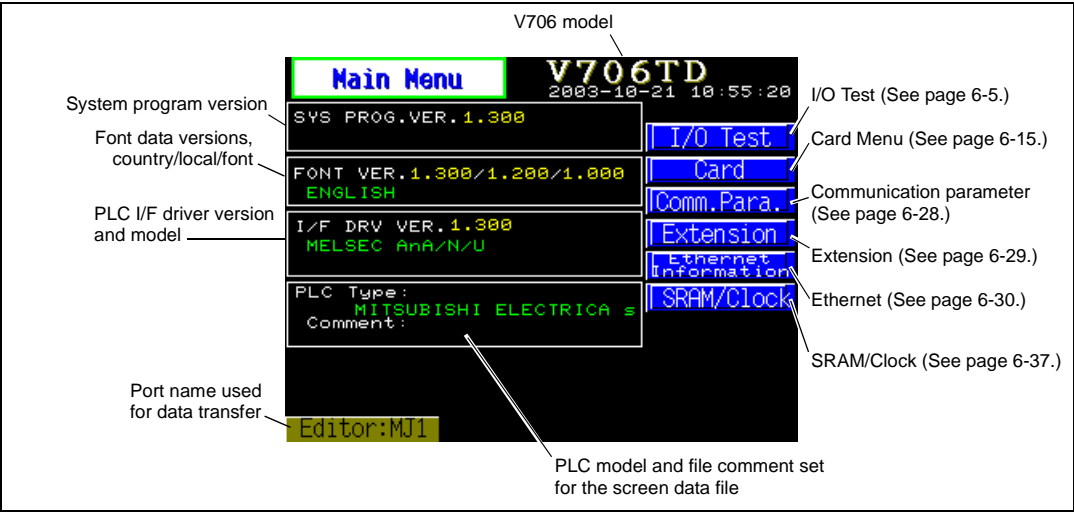 V706 model
Main Menu
V706TD
2003-10-21 10:55:20
System program version
SYS PROG.VER.1.300
Font data versions,
country/local/font
FONT VER.1.300/1.200/1.000
ENGLISH
PLC I/F driver version
and model
I/F DRV VER.1.300
MELSEC AnA/N/U
PLC Type:
MITSUBISHI ELECTRICA s
Comment:
Port name used
for data transfer
Editor:MJ1
I/O Test
Card
Comm.Para.
Extension
Ethernet
Information
SRAM/Clock
I/O Test (See page 6-5.)
Card Menu (See page 6-15.)
Communication parameter
(See page 6-28.)
Extension (See page 6-29.)
Ethernet (See page 6-30.)
SRAM/Clock (See page 6-37.)
PLC model and file comment set
for the screen data file